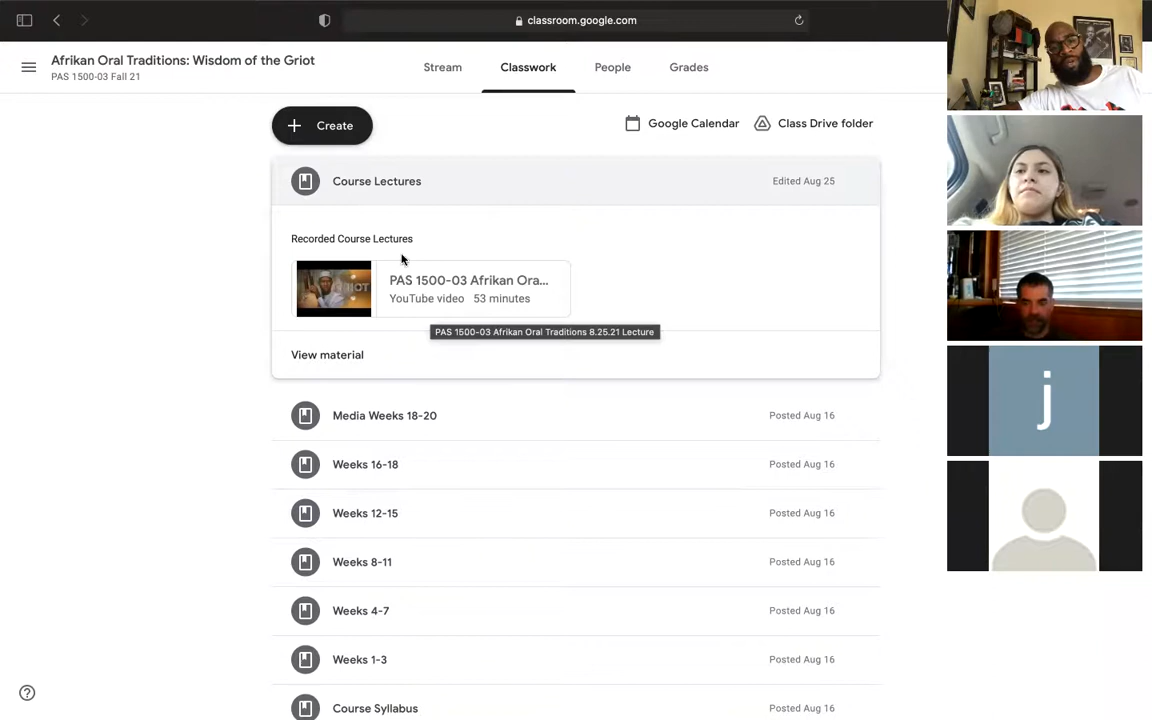 classroom.google.com
Afrikan Oral Traditions: Wisdom of the Griot
PAS 1500-03 Fall 21
Stream
Classwork
People
Grades
Create
Google Calendar
Class Drive folder
Course Lectures
Edited Aug 25
Recorded Course Lectures
PAS 1500-03 Afrikan Ora...
YouTube video 53 minutes
PAS 1500-03 Afrikan Oral Traditions 8.25.21 Lecture
View material
Media Weeks 18-20
Posted Aug 16
Weeks 16-18
Posted Aug 16
Weeks 12-15
Posted Aug 16
Weeks 8-11
Posted Aug 16
Weeks 4-7
Posted Aug 16
Weeks 1-3
Posted Aug 16
Course Syllabus
Posted Aug 16
j